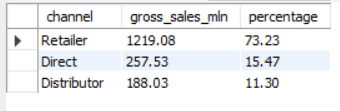 channel gross_sales_mln percentage
Retailer 1219.08 73.23
Direct 257.53 15.47
Distributor 188.03 11.30